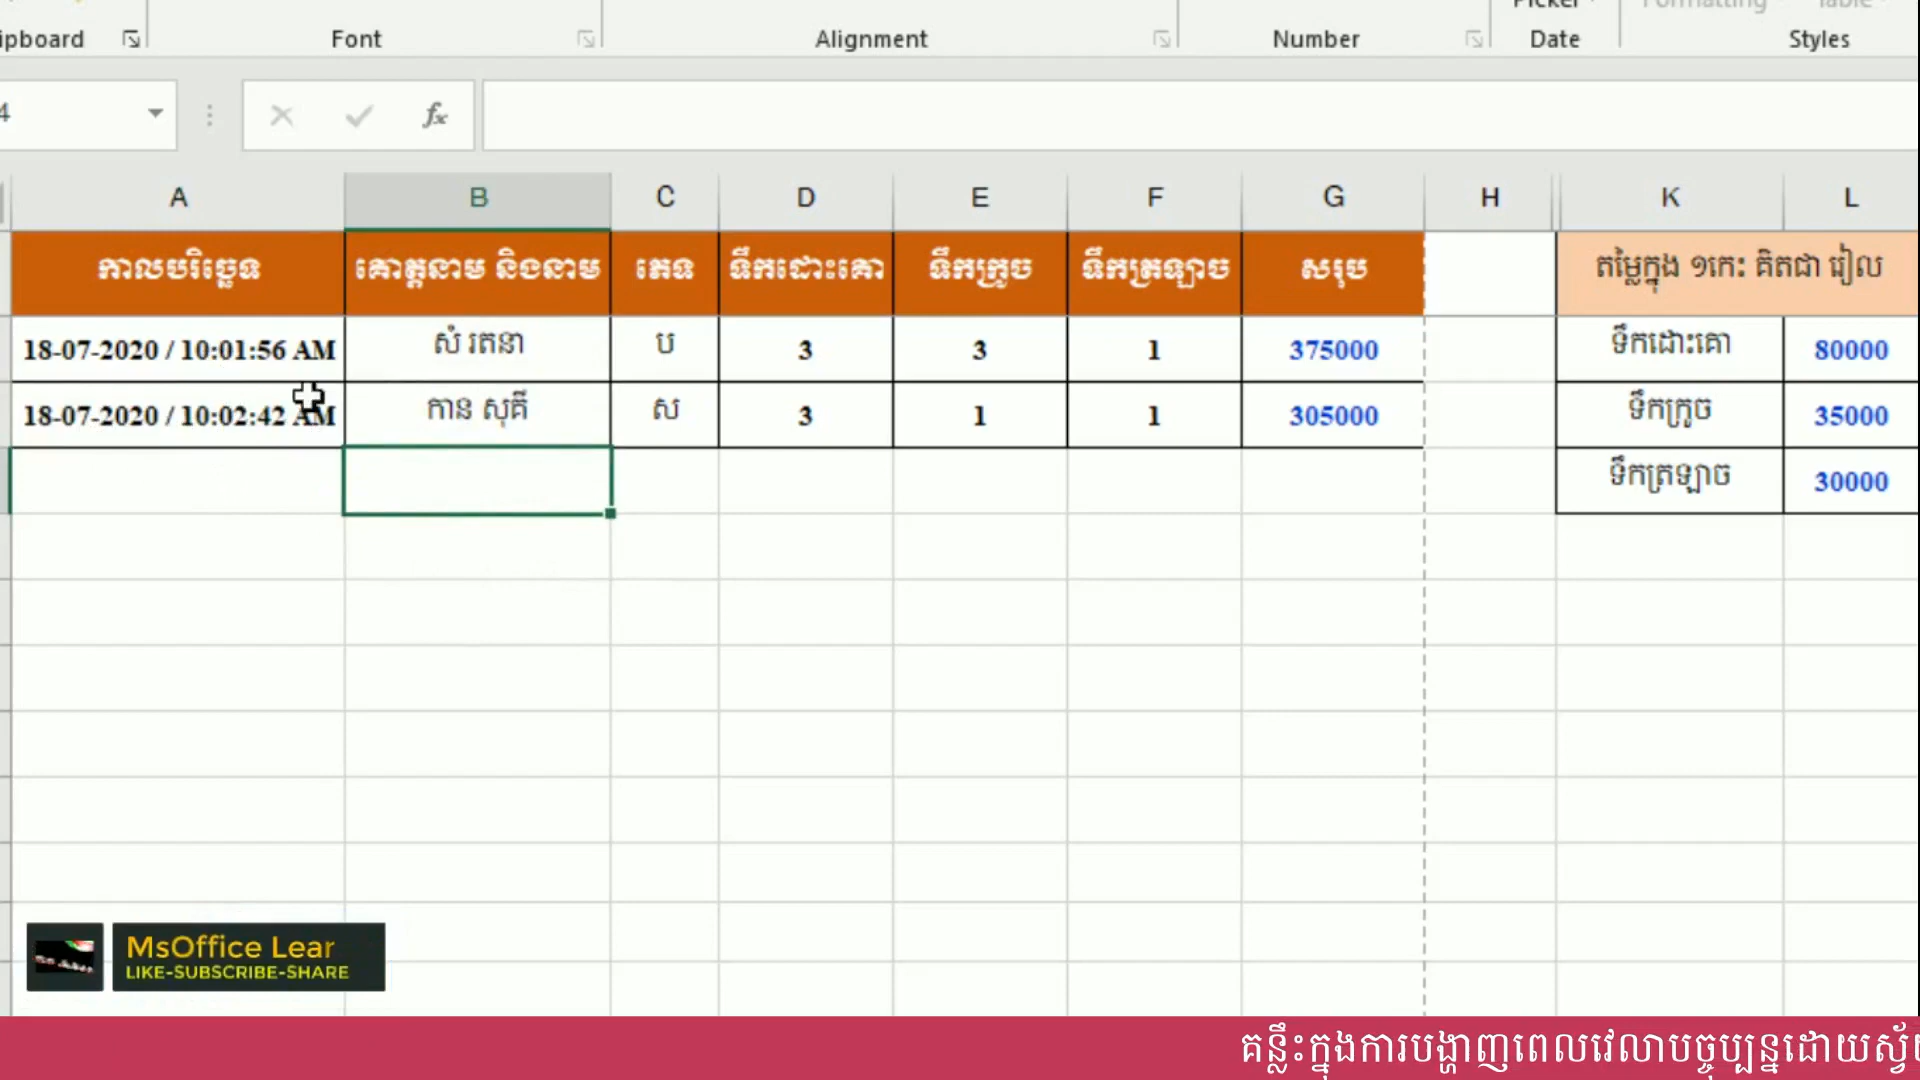 Picker
Formatting
Table
ipboard
Font
Alignment
Number
Date
Styles
4
fx
A B C D E F G H K L
កាលបរិច្ឆេទ គោត្តនាម និងនាម ភេទ ទឹកដោះគោ ទឹកក្រូច ទឹកត្រឡាច សរុប តម្លៃក្នុង ១កេះ គិតជា រៀល
18-07-2020 / 10:01:56 AM សំ រតនា ប 3 3 1 375000 ទឹកដោះគោ 80000
18-07-2020 / 10:02:42 AM កាន សុគី ស 3 1 1 305000 ទឹកក្រូច 35000
ទឹកត្រឡាច 30000
MsOffice Lear
LIKE-SUBSCRIBE-SHARE
គន្លឹះក្នុងការបង្ហាញពេលវេលាបច្ចុប្បន្នដោយស្វ័យ